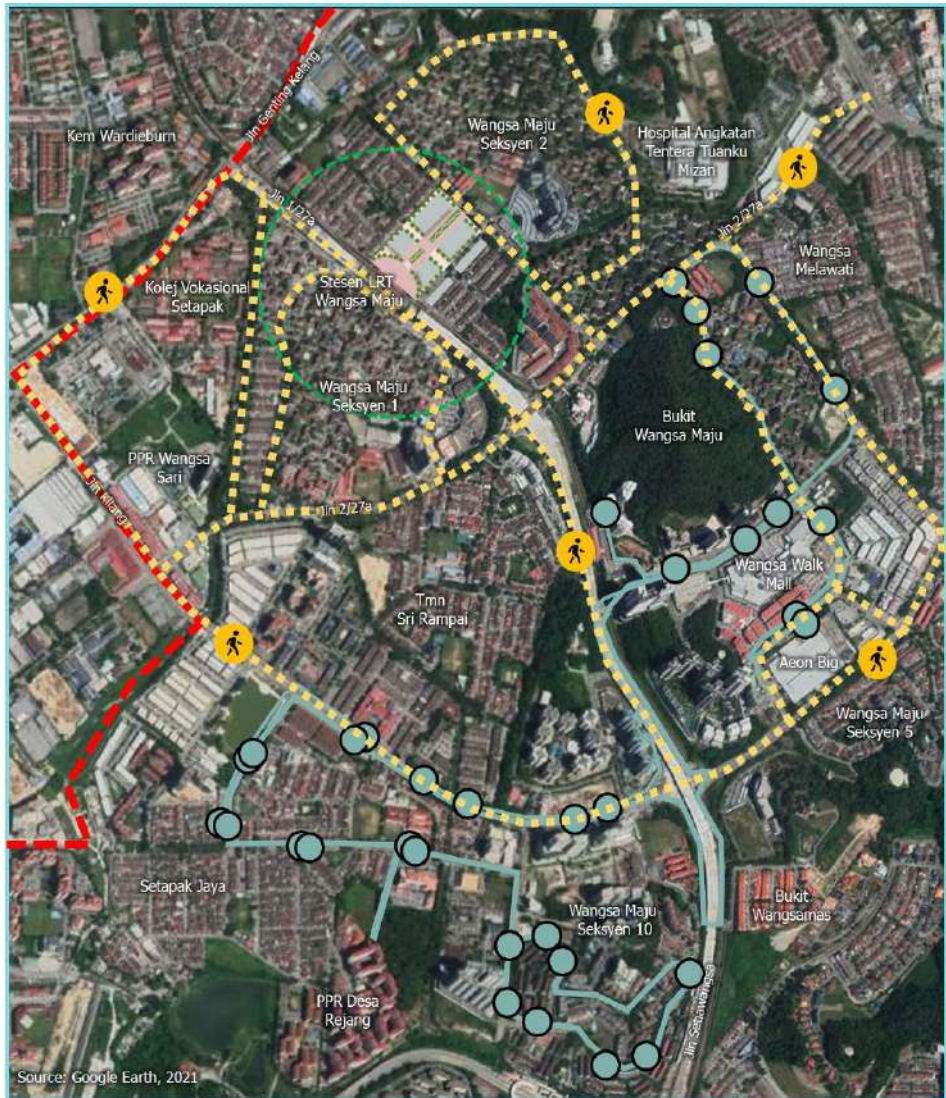 Jln Genting Kelang
Kem Wardieburn
Wangsa Maju
Seksyen 2
Hospital Angkatan
Tentera Tuanku
Mizan
Jln 1/27a
Jln 2/27a
Wangsa
Melawati
Kolej Vokasional
Setapak
Stesen LRT
Wangsa Maju
Wangsa Maju
Seksyen 1
Bukit
Wangsa Maju
PPR Wangsa
Sari
Jln Kilang
Jln 2/27a
Wangsa Walk
Mall
Tmn
Sri Rampai
Aeon Big
Wangsa Maju
Seksyen 5
Setapak Jaya
Wangsa Maju
Seksyen 10
Bukit
Wangsamas
PPR Desa
Rejang
Jln Setiawangsa
Source: Google Earth, 2021